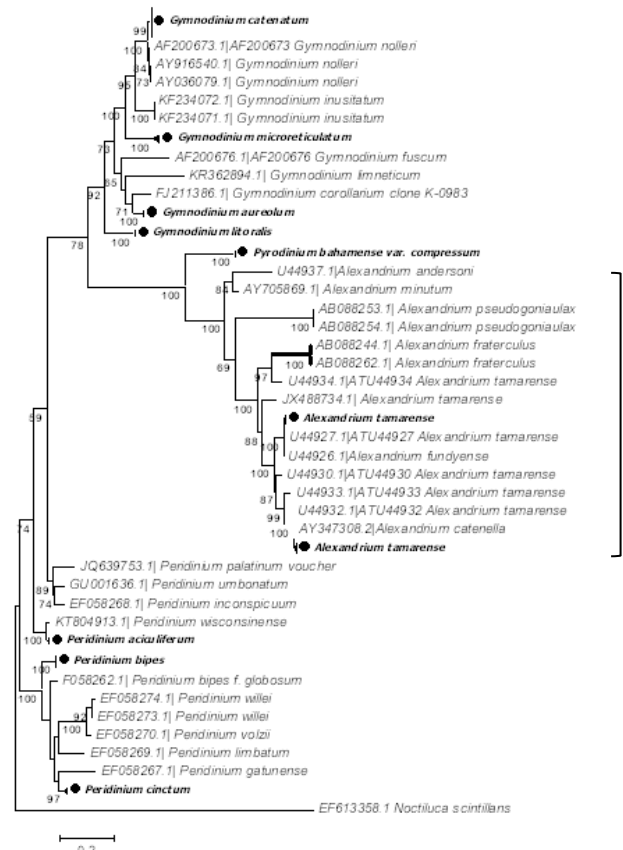 Gymnodinium catenatum
99
100
AF200673.1|AF200673 Gymnodinium nolleri
AY916540.1| Gymnodinium nolleri
84
73
AY036079.1| Gymnodinium nolleri
95
KF234072.1| Gymnodinium inusitatum
100
100
KF234071.1| Gymnodinium inusitatum
Gymnodinium microreticulatum
100
73
AF200676.1|AF200676 Gymnodinium fuscum
KR362894.1| Gymnodinium limneticum
85
92
FJ211386.1| Gymnodinium corollarium clone K-0983
71
Gymnodinium aureolum
100
Gymnodinium litoralis
100
78
Pyrodinium bahamense var. compressum
100
U44937.1|Alexandrium andersoni
84
AY705869.1| Alexandrium minutum
100
AB088253.1| Alexandrium pseudogoniaulax
100
100
AB088254.1| Alexandrium pseudogoniaulax
AB088244.1| Alexandrium fraterculus
100
AB088262.1| Alexandrium fraterculus
69
97
U44934.1|ATU44934 Alexandrium tamarense
JX488734.1| Alexandrium tamarense
100
Alexandrium tamarense
59
U44927.1|ATU44927 Alexandrium tamarense
88
100
U44926.1|Alexandrium fundyense
100
U44930.1|ATU44930 Alexandrium tamarense
U44933.1|ATU44933 Alexandrium tamarense
87
U44932.1|ATU44932 Alexandrium tamarense
99
AY347308.2|Alexandrium catenella
74
100
Alexandrium tamarense
JQ639753.1| Peridinium palatinum voucher
GU001636.1| Peridinium umbonatum
89
74
EF058268.1| Peridinium inconspicuum
KT804913.1| Peridinium wisconsinense
100
Peridinium aciculiferum
Peridinium bipes
100
F058262.1| Peridinium bipes f. globosum
100
EF058274.1| Peridinium willei
92
EF058273.1| Peridinium willei
100
EF058270.1| Peridinium volzii
EF058269.1| Peridinium limbatum
EF058267.1| Peridinium gatunense
Peridinium cinctum
97
EF613358.1 Noctiluca scintillans